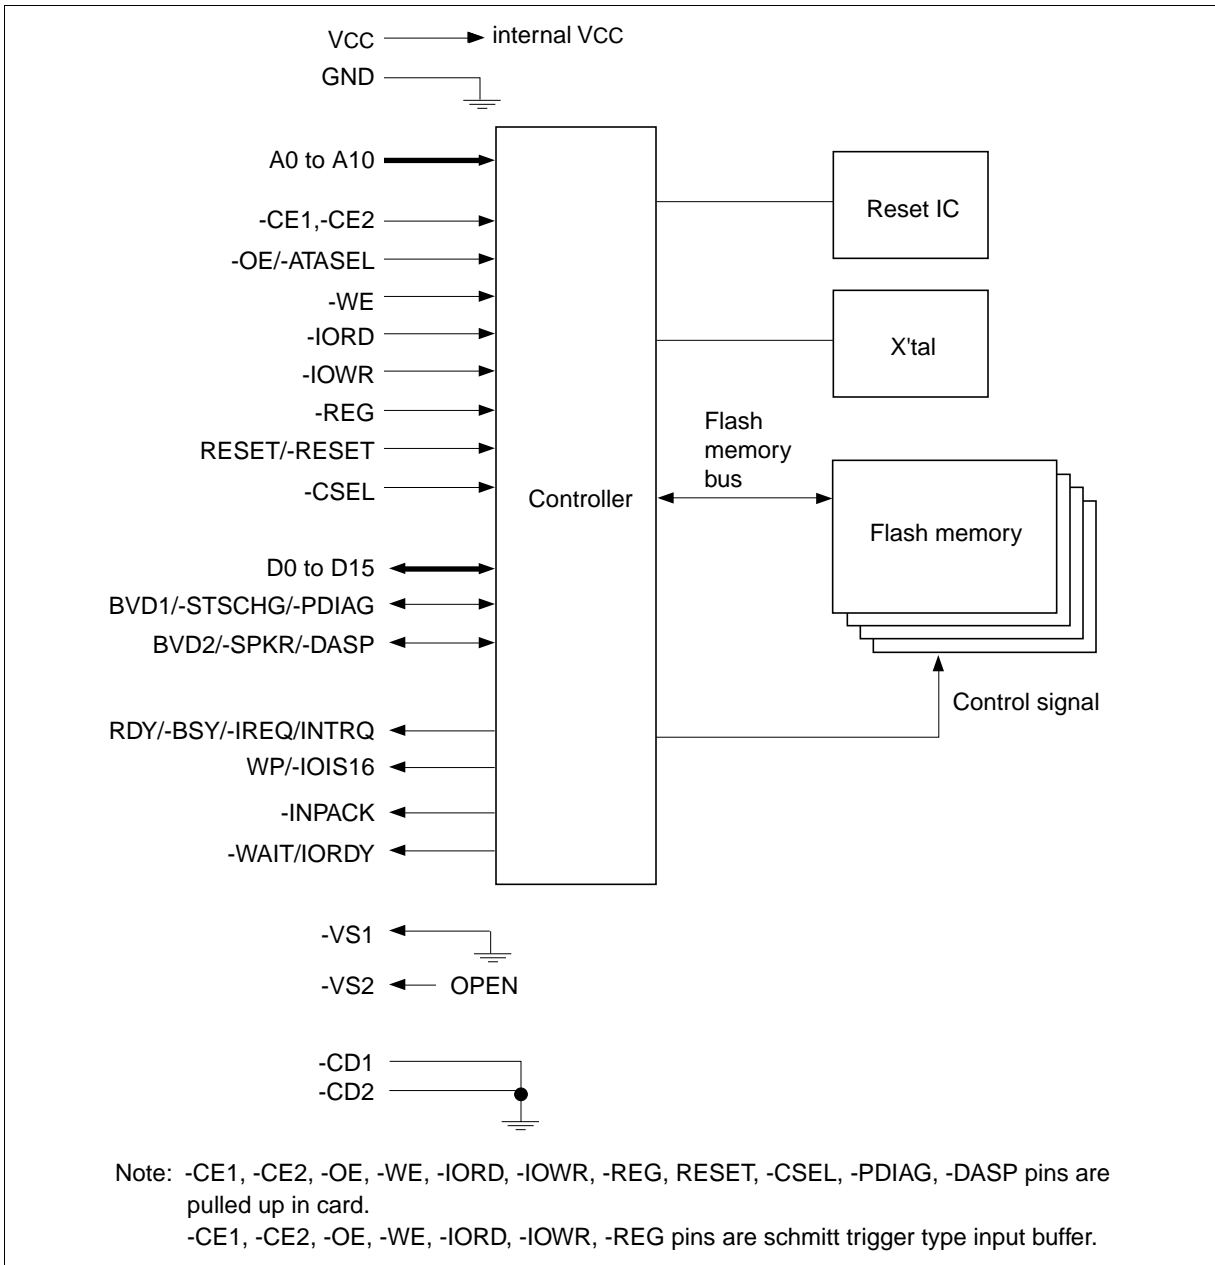 VCC
internal VCC
GND
A0 to A10
-CE1,-CE2
-OE/-ATASEL
-WE
-IORD
-IOWR
-REG
RESET/-RESET
-CSEL
D0 to D15
BVD1/-STSCHG/-PDIAG
BVD2/-SPKR/-DASP
RDY/-BSY/-IREQ/INTRQ
WP/-IOIS16
-INPACK
-WAIT/IORDY
Controller
Reset IC
X'tal
Flash
memory
bus
Flash memory
Control signal
-VS1
-VS2
OPEN
-CD1
-CD2
Note: -CE1, -CE2, -OE, -WE, -IORD, -IOWR, -REG, RESET, -CSEL, -PDIAG, -DASP pins are
pulled up in card.
-CE1, -CE2, -OE, -WE, -IORD, -IOWR, -REG pins are schmitt trigger type input buffer.